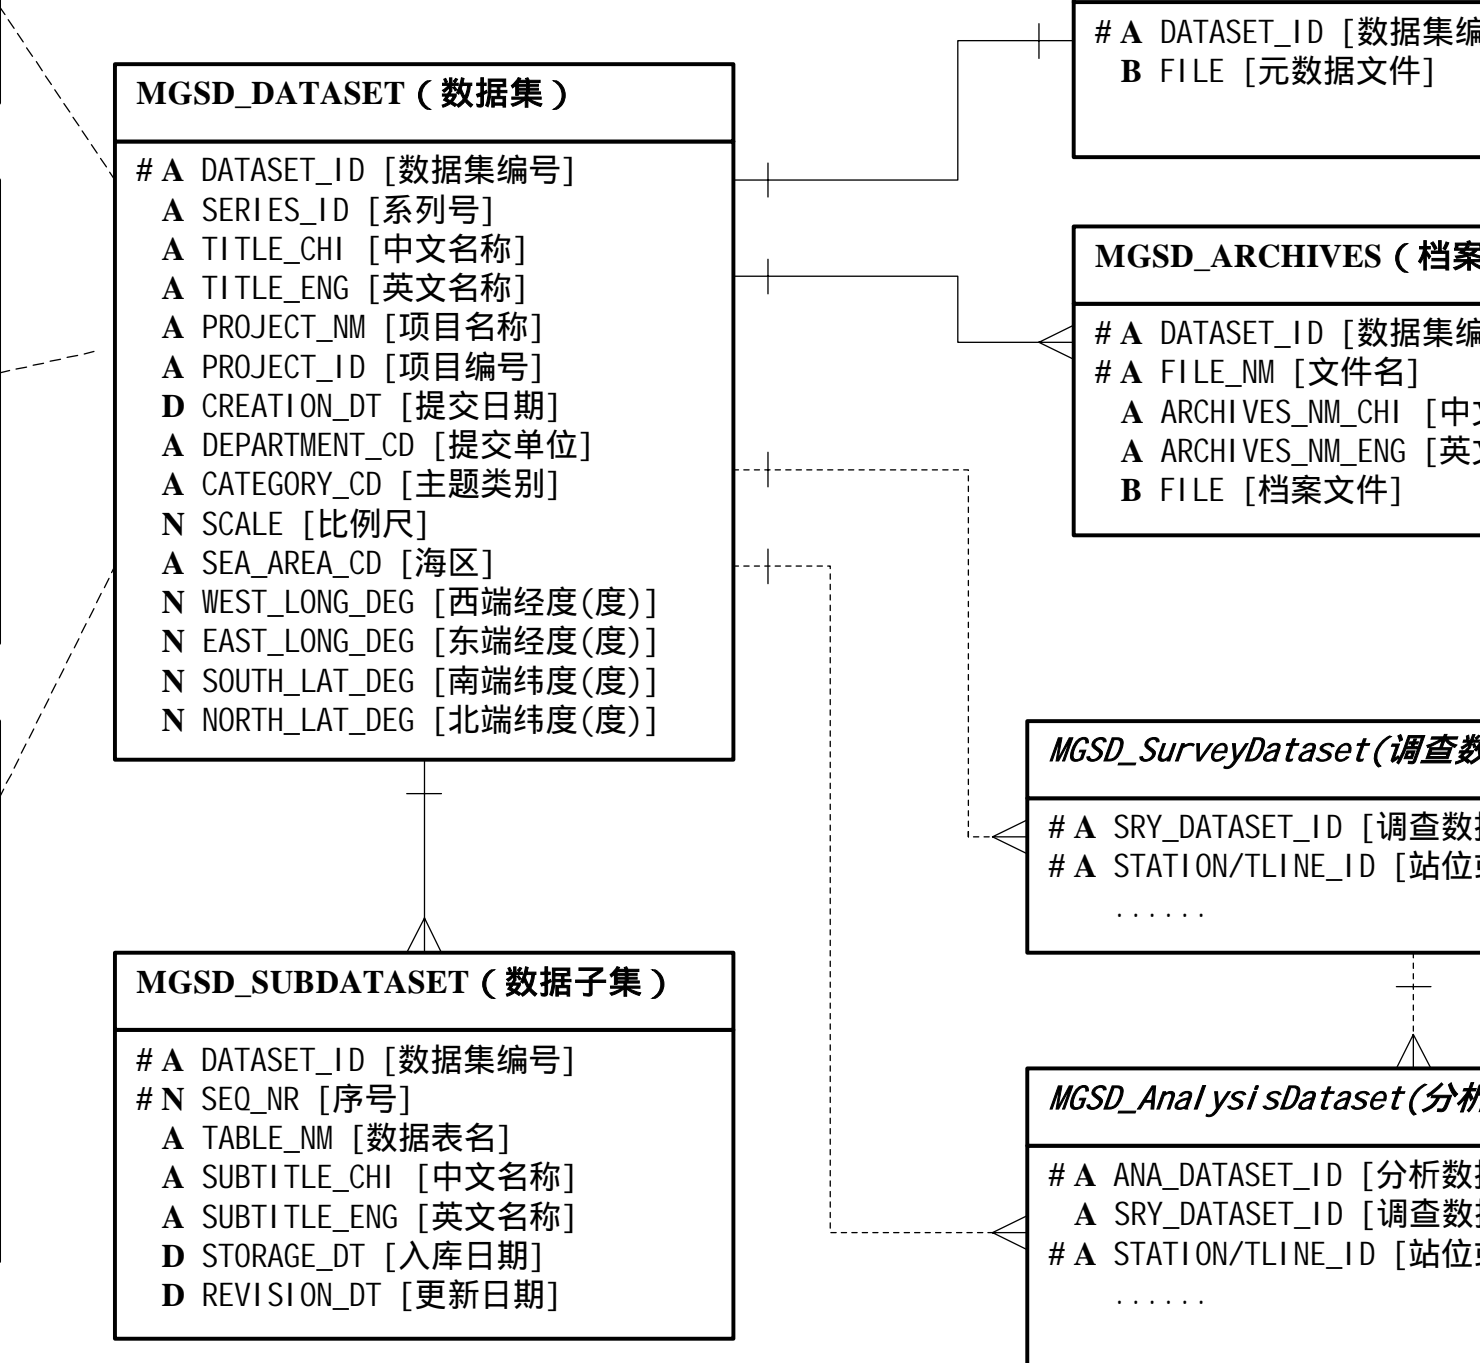 MGSD_DATASET（数据集）
# A DATASET_ID [数据集编号]
A SERIES_ID [系列号]
A TITLE_CHI [中文名称]
A TITLE_ENG [英文名称]
A PROJECT_NM [项目名称]
A PROJECT_ID [项目编号]
D CREATION_DT [提交日期]
A DEPARTMENT_CD [提交单位]
A CATEGORY_CD [主题类别]
N SCALE [比例尺]
A SEA_AREA_CD [海区]
N WEST_LONG_DEG [西端经度(度)]
N EAST_LONG_DEG [东端经度(度)]
N SOUTH_LAT_DEG [南端纬度(度)]
N NORTH_LAT_DEG [北端纬度(度)]
MGSD_SUBDATASET（数据子集）
# A DATASET_ID [数据集编号]
# N SEQ_NR [序号]
A TABLE_NM [数据表名]
A SUBTITLE_CHI [中文名称]
A SUBTITLE_ENG [英文名称]
D STORAGE_DT [入库日期]
D REVISION_DT [更新日期]
# A DATASET_ID [数据集编
B FILE [元数据文件]
MGSD_ARCHIVES（档案
# A DATASET_ID [数据集编
# A FILE_NM [文件名]
A ARCHIVES_NM_CHI [中
A ARCHIVES_NM_ENG [英
B FILE [档案文件]
MGSD_SurveyDataset(调查数
# A SRY_DATASET_ID [调查数
# A STATION/TLINE_ID [站位
......
MGSD_AnalysisDataset(分析
# A ANA_DATASET_ID [分析数
A SRY_DATASET_ID [调查数
# A STATION/TLINE_ID [站位
......